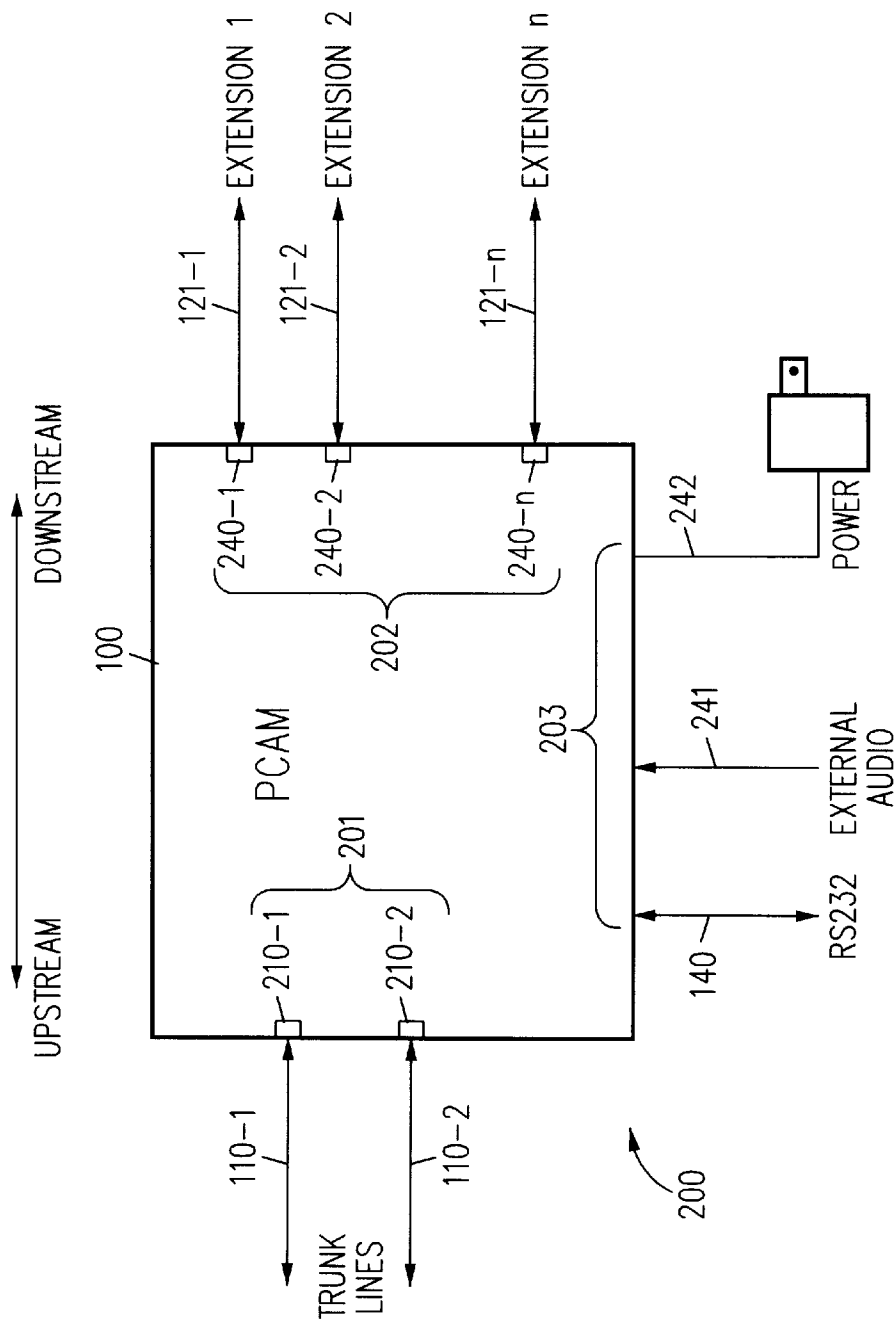 UPSTREAM
DOWNSTREAM
100
PCAM
TRUNK
LINES
110-1
110-2
210-1
210-2
201
240-1
240-2
240-n
202
121-1
EXTENSION 1
121-2
EXTENSION 2
121-n
EXTENSION n
203
140
RS232
241
EXTERNAL
AUDIO
242
POWER
200